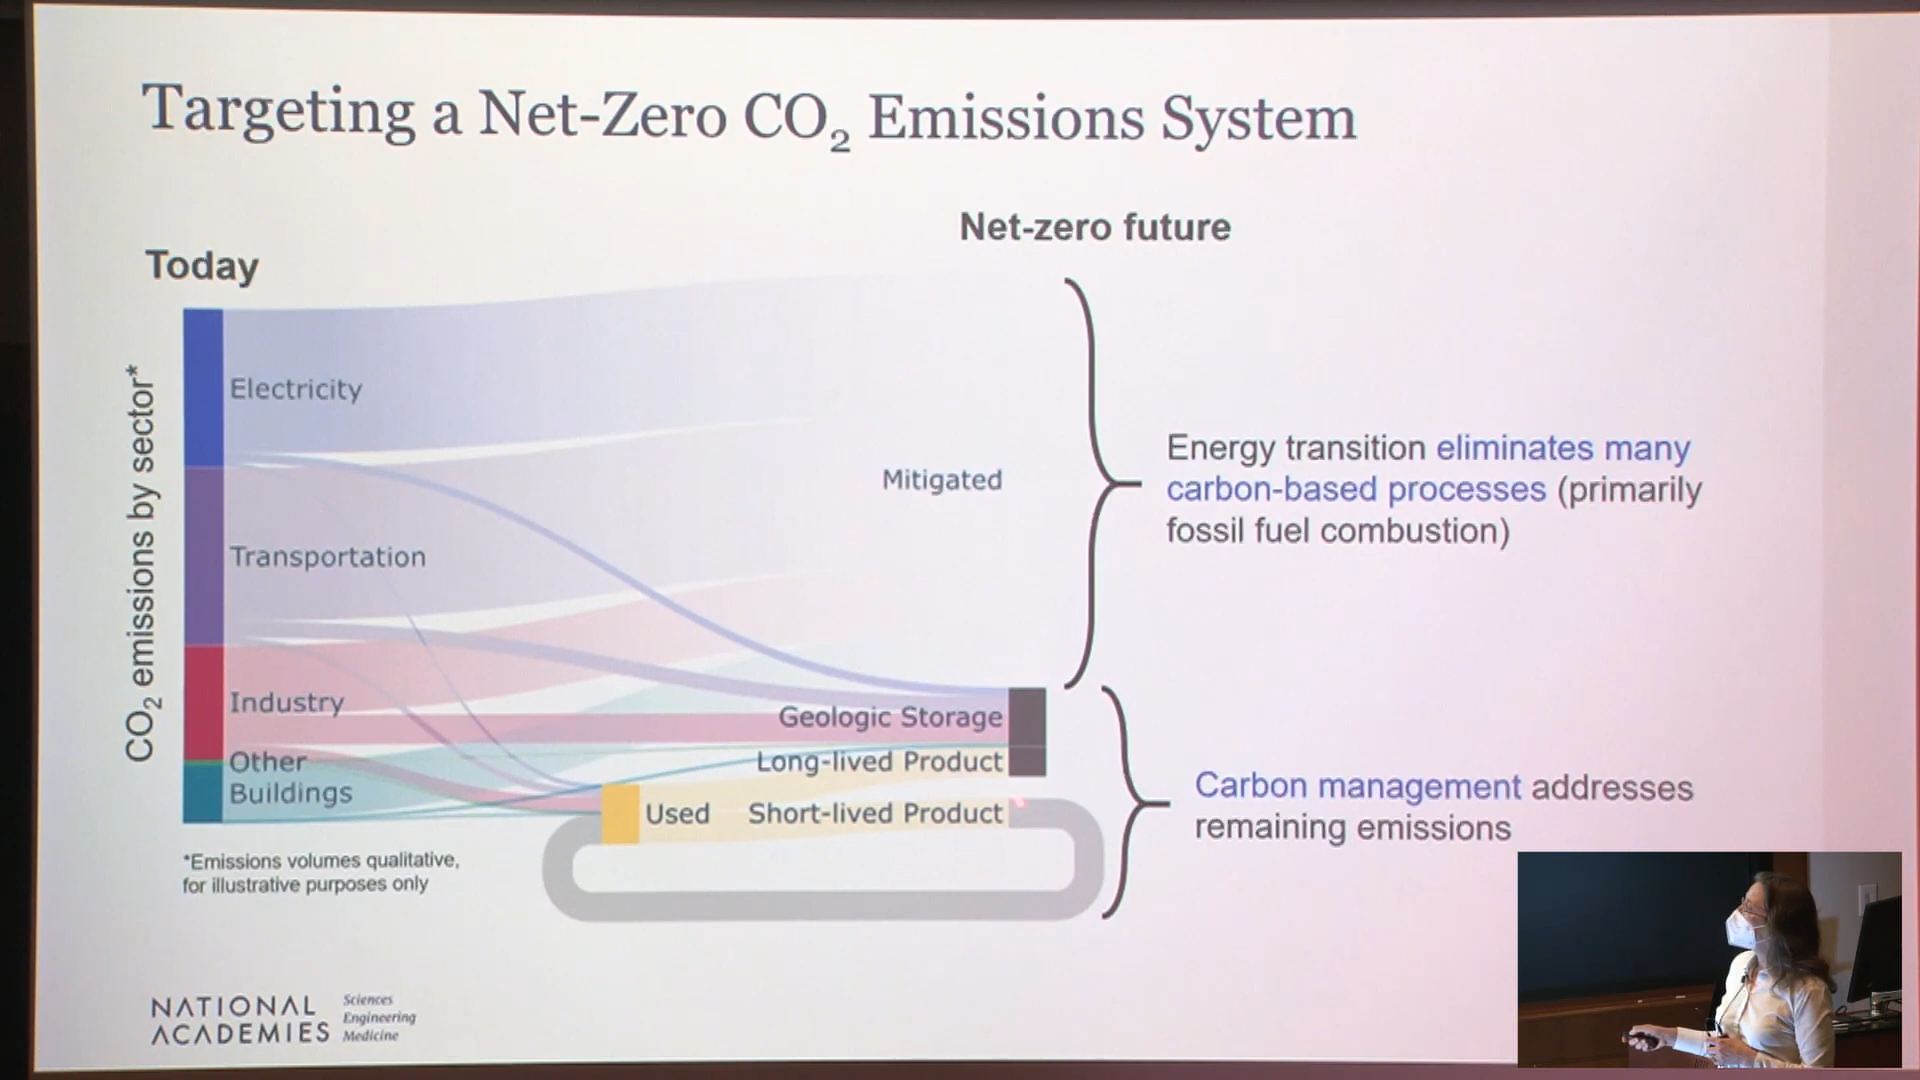 Targeting a Net-Zero CO₂ Emissions System
Net-zero future
Today
CO₂ emissions by sector*
Electricity
Transportation
Industry
Other
Buildings
Mitigated
Geologic Storage
Long-lived Product
Used
Short-lived Product
Energy transition eliminates many
carbon-based processes (primarily
fossil fuel combustion)
Carbon management addresses
remaining emissions
*Emissions volumes qualitative,
for illustrative purposes only
NATIONAL
ACADEMIES
Sciences
Engineering
Medicine